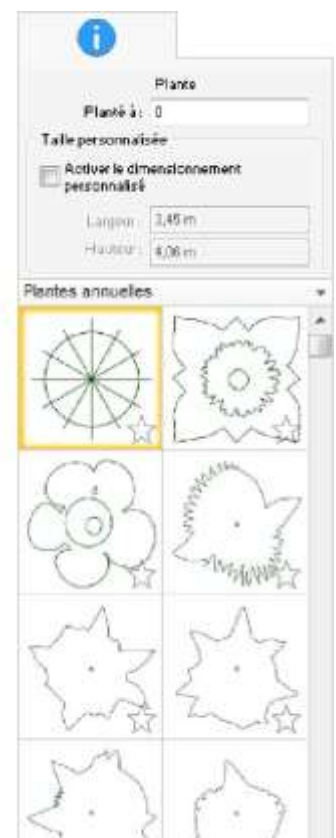 Plante
Planté à : 0
Taille personnalisée
Activer le dimensionnement
personnalisé
Largeur : 3,45 m
Hauteur : 4,06 m
Plantes annuelles